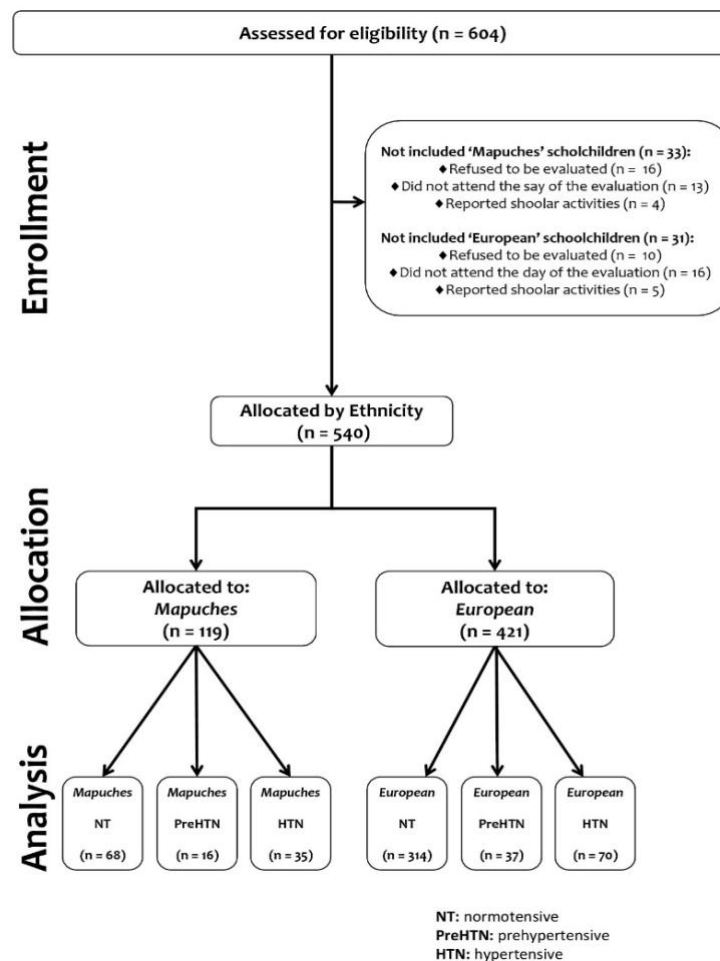 Assessed for eligibility (n = 604)
Enrollment
Not included ‘Mapuches’ scholchildren (n = 33):
♦Refused to be evaluated (n = 16)
♦Did not attend the say of the evaluation (n = 13)
♦Reported shoolar activities (n = 4)
Not included ‘European’ schoolchildren (n = 31):
♦Refused to be evaluated (n = 10)
♦Did not attend the day of the evaluation (n = 16)
♦Reported shoolar activities (n = 5)
Allocated by Ethnicity
(n = 540)
Allocation
Allocated to:
Mapuches
(n = 119)
Allocated to:
European
(n = 421)
Analysis
Mapuches
NT
(n = 68)
Mapuches
PreHTN
(n = 16)
Mapuches
HTN
(n = 35)
European
NT
(n = 314)
European
PreHTN
(n = 37)
European
HTN
(n = 70)
NT: normotensive
PreHTN: prehypertensive
HTN: hypertensive